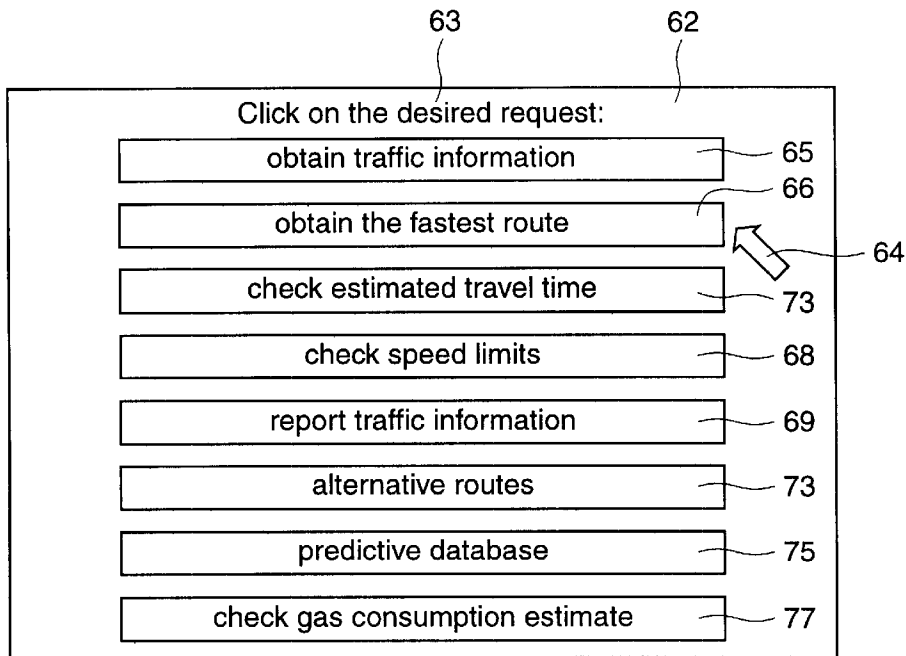 63
62
Click on the desired request:
obtain traffic information
65
66
obtain the fastest route
64
check estimated travel time
73
check speed limits
68
report traffic information
69
alternative routes
73
predictive database
75
check gas consumption estimate
77